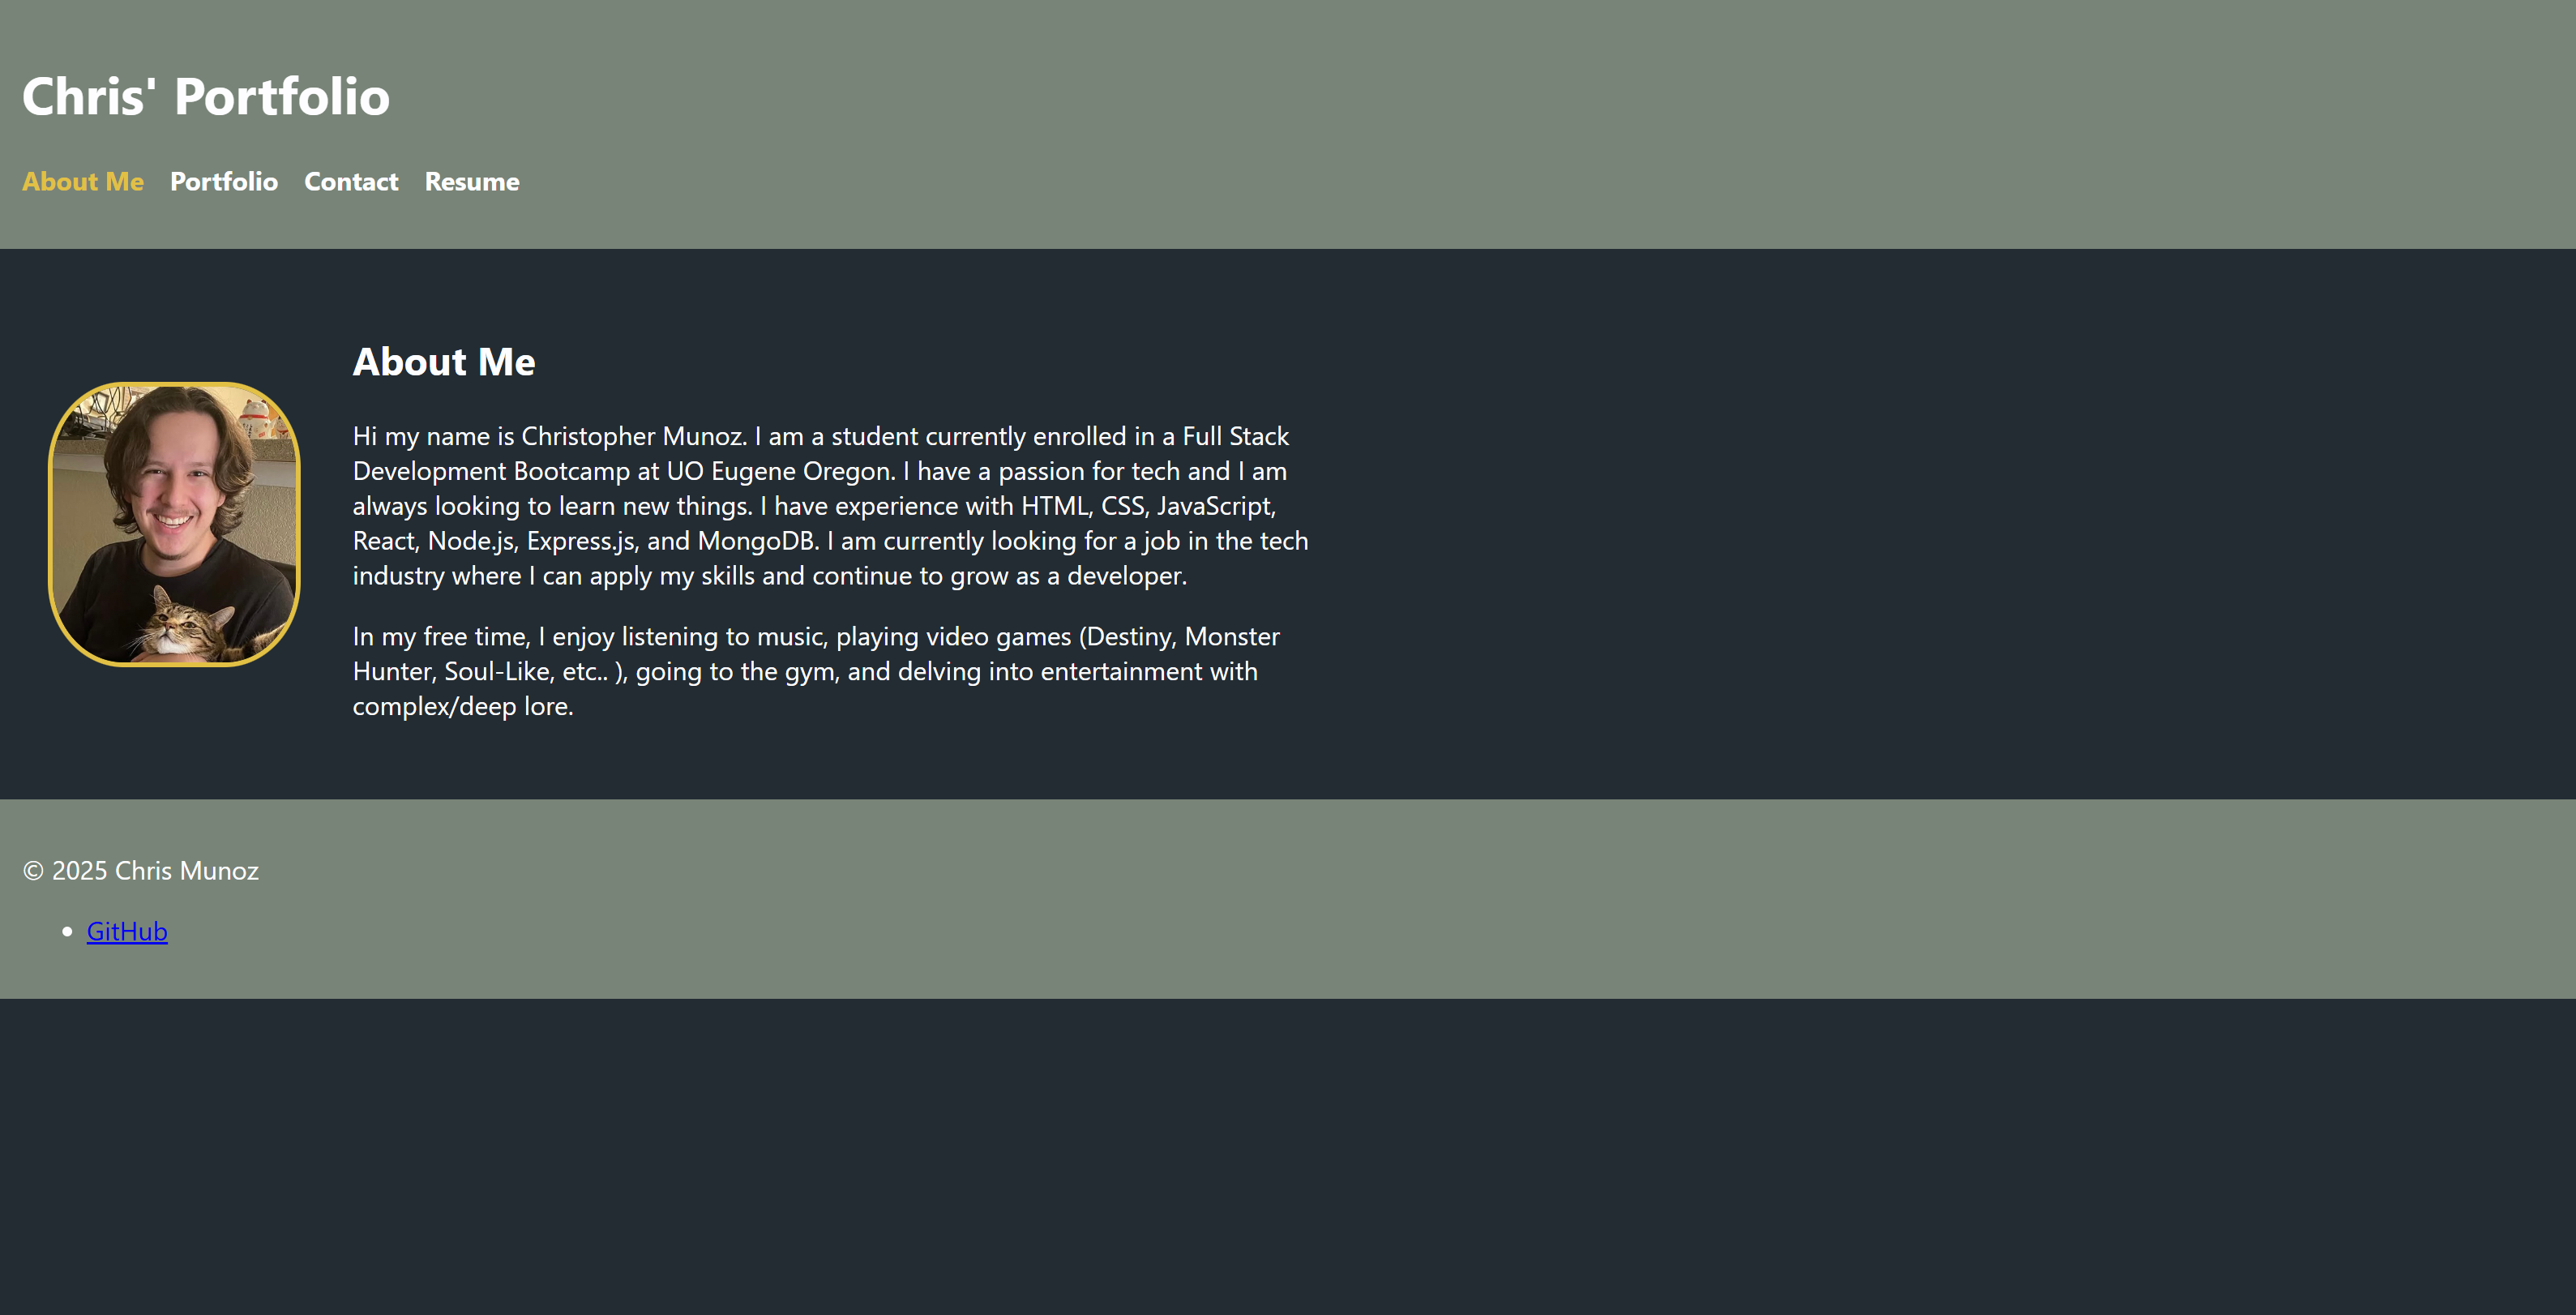 Chris' Portfolio
About Me Portfolio Contact Resume
About Me
Hi my name is Christopher Munoz. I am a student currently enrolled in a Full Stack
Development Bootcamp at UO Eugene Oregon. I have a passion for tech and I am
always looking to learn new things. I have experience with HTML, CSS, JavaScript,
React, Node.js, Express.js, and MongoDB. I am currently looking for a job in the tech
industry where I can apply my skills and continue to grow as a developer.
In my free time, I enjoy listening to music, playing video games (Destiny, Monster
Hunter, Soul-Like, etc.. ), going to the gym, and delving into entertainment with
complex/deep lore.
© 2025 Chris Munoz
• GitHub